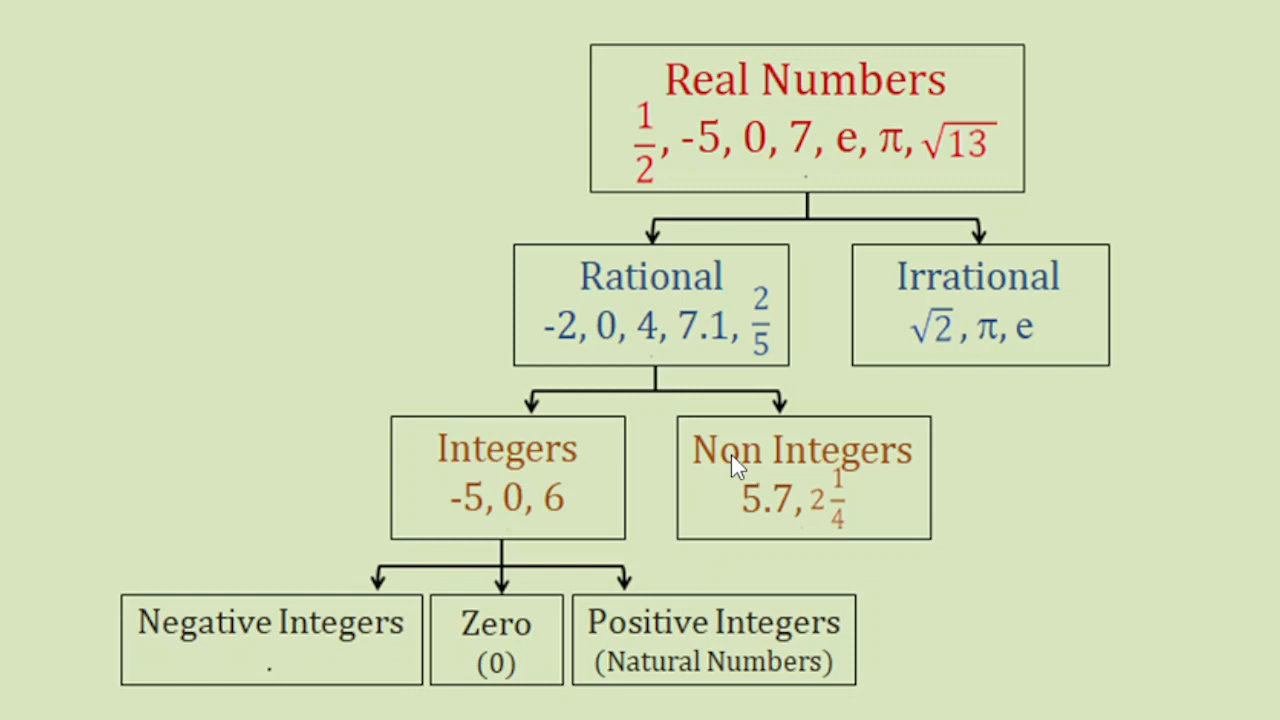 Real Numbers
1/2, -5, 0, 7, e, π, √13
Rational
-2, 0, 4, 7.1, 2/5
Irrational
√2, π, e
Integers
-5, 0, 6
Non Integers
5.7, 2 1/4
Negative Integers
.
Zero
(0)
Positive Integers
(Natural Numbers)